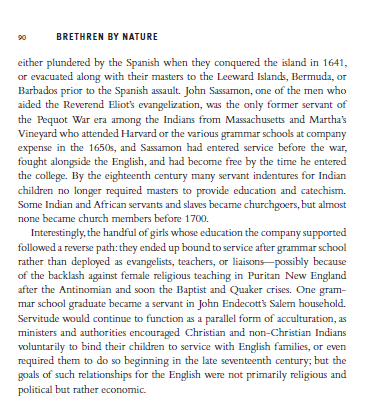 90 BRETHREN BY NATURE
either plundered by the Spanish when they conquered the island in 1641,
or evacuated along with their masters to the Leeward Islands, Bermuda, or
Barbados prior to the Spanish assault. John Sassamon, one of the men who
aided the Reverend Eliot's evangelization, was the only former servant of
the Pequot War era among the Indians from Massachusetts and Martha's
Vineyard who attended Harvard or the various grammar schools at company
expense in the 1650s, and Sassamon had entered service before the war,
fought alongside the English, and had become free by the time he entered
the college. By the eighteenth century many servant indentures for Indian
children no longer required masters to provide education and catechism.
Some Indian and African servants and slaves became churchgoers, but almost
none became church members before 1700.
Interestingly, the handful of girls whose education the company supported
followed a reverse path: they ended up bound to service after grammar school
rather than deployed as evangelists, teachers, or liaisons—possibly because
of the backlash against female religious teaching in Puritan New England
after the Antinomian and soon the Baptist and Quaker crises. One gram-
mar school graduate became a servant in John Endecott's Salem household.
Servitude would continue to function as a parallel form of acculturation, as
ministers and authorities encouraged Christian and non-Christian Indians
voluntarily to bind their children to service with English families, or even
required them to do so beginning in the late seventeenth century; but the
goals of such relationships for the English were not primarily religious and
political but rather economic.